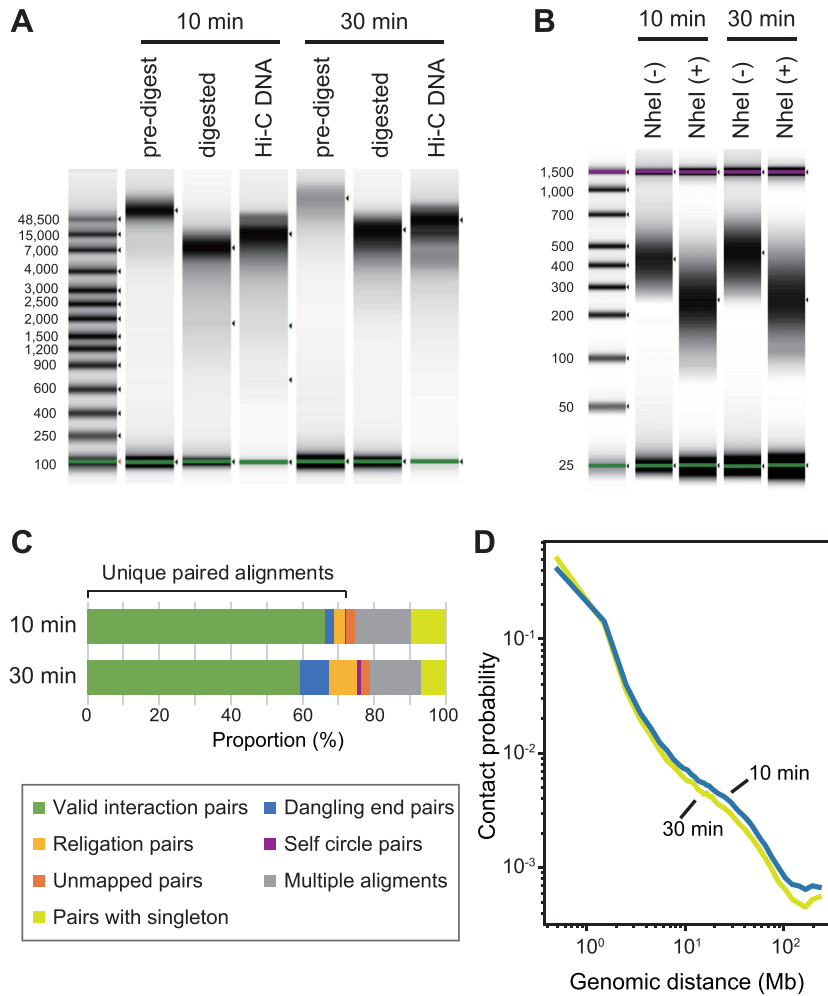 A
10 min
30 min
pre-digest
digested
Hi-C DNA
pre-digest
digested
Hi-C DNA
48,500
15,000
7,000
4,000
3,000
2,500
2,000
1,500
1,200
900
600
400
250
100
B
10 min
30 min
NheI (-)
NheI (+)
NheI (-)
NheI (+)
1,500
1,000
700
500
400
300
200
100
50
25
C
Unique paired alignments
10 min
30 min
0 20 40 60 80 100
Proportion (%)
Valid interaction pairs
Dangling end pairs
Religation pairs
Self circle pairs
Unmapped pairs
Multiple aligments
Pairs with singleton
D
Contact probability
10⁻¹
10⁻²
10⁻³
10 min
30 min
10⁰ 10¹ 10²
Genomic distance (Mb)